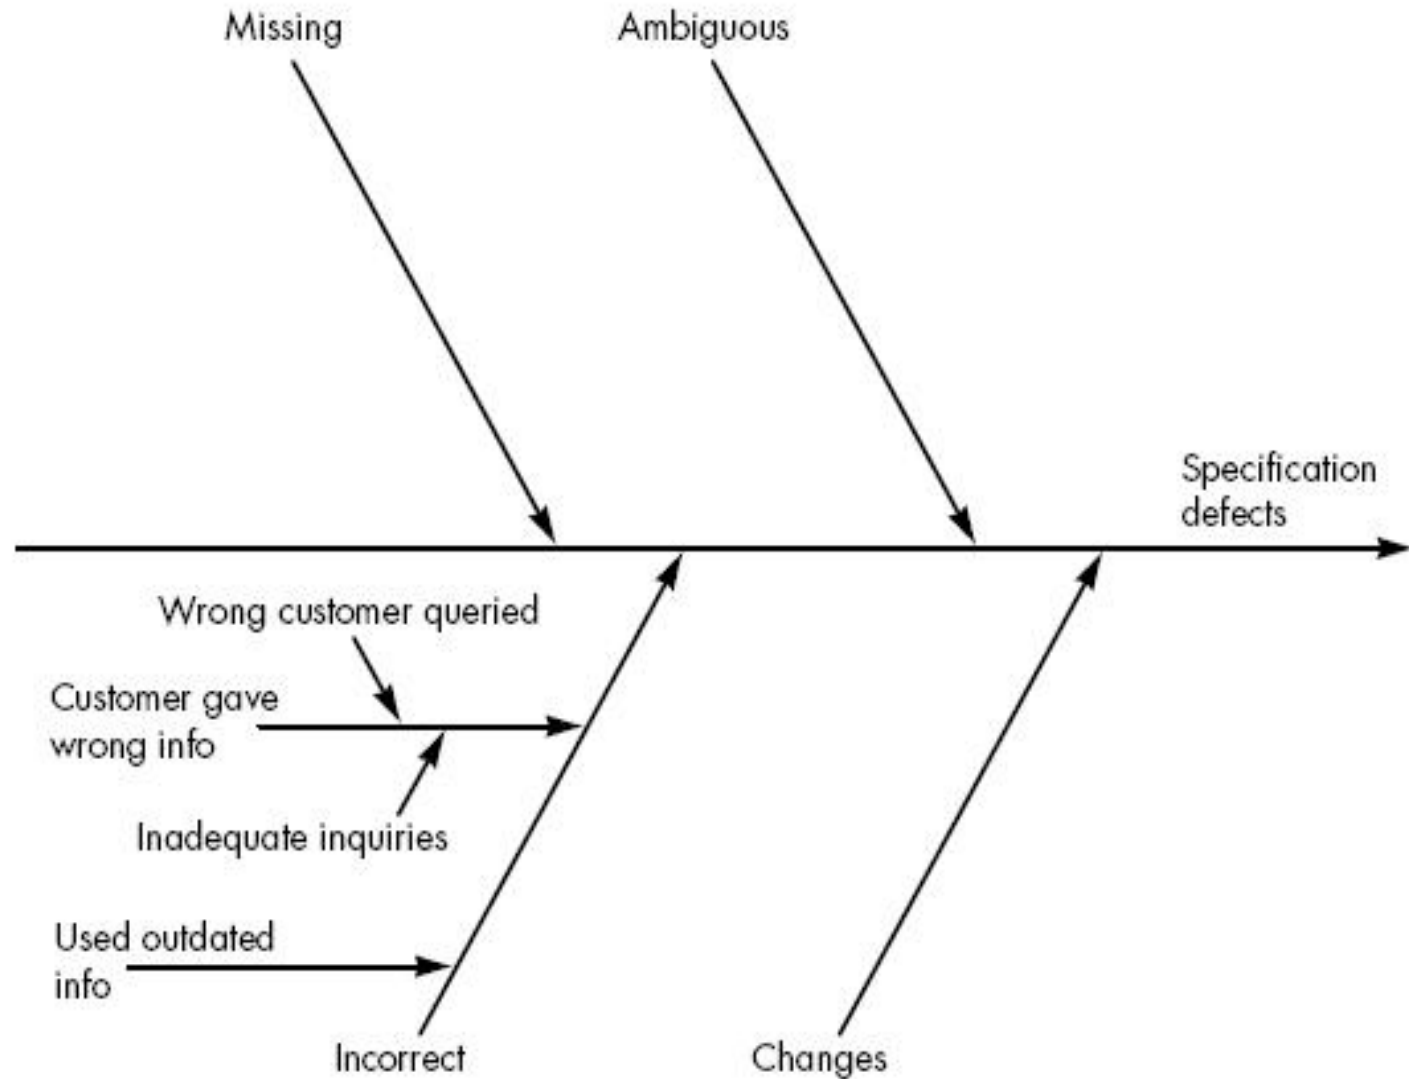 Missing
Ambiguous
Specification
defects
Wrong customer queried
Customer gave
wrong info
Inadequate inquiries
Used outdated
info
Incorrect
Changes